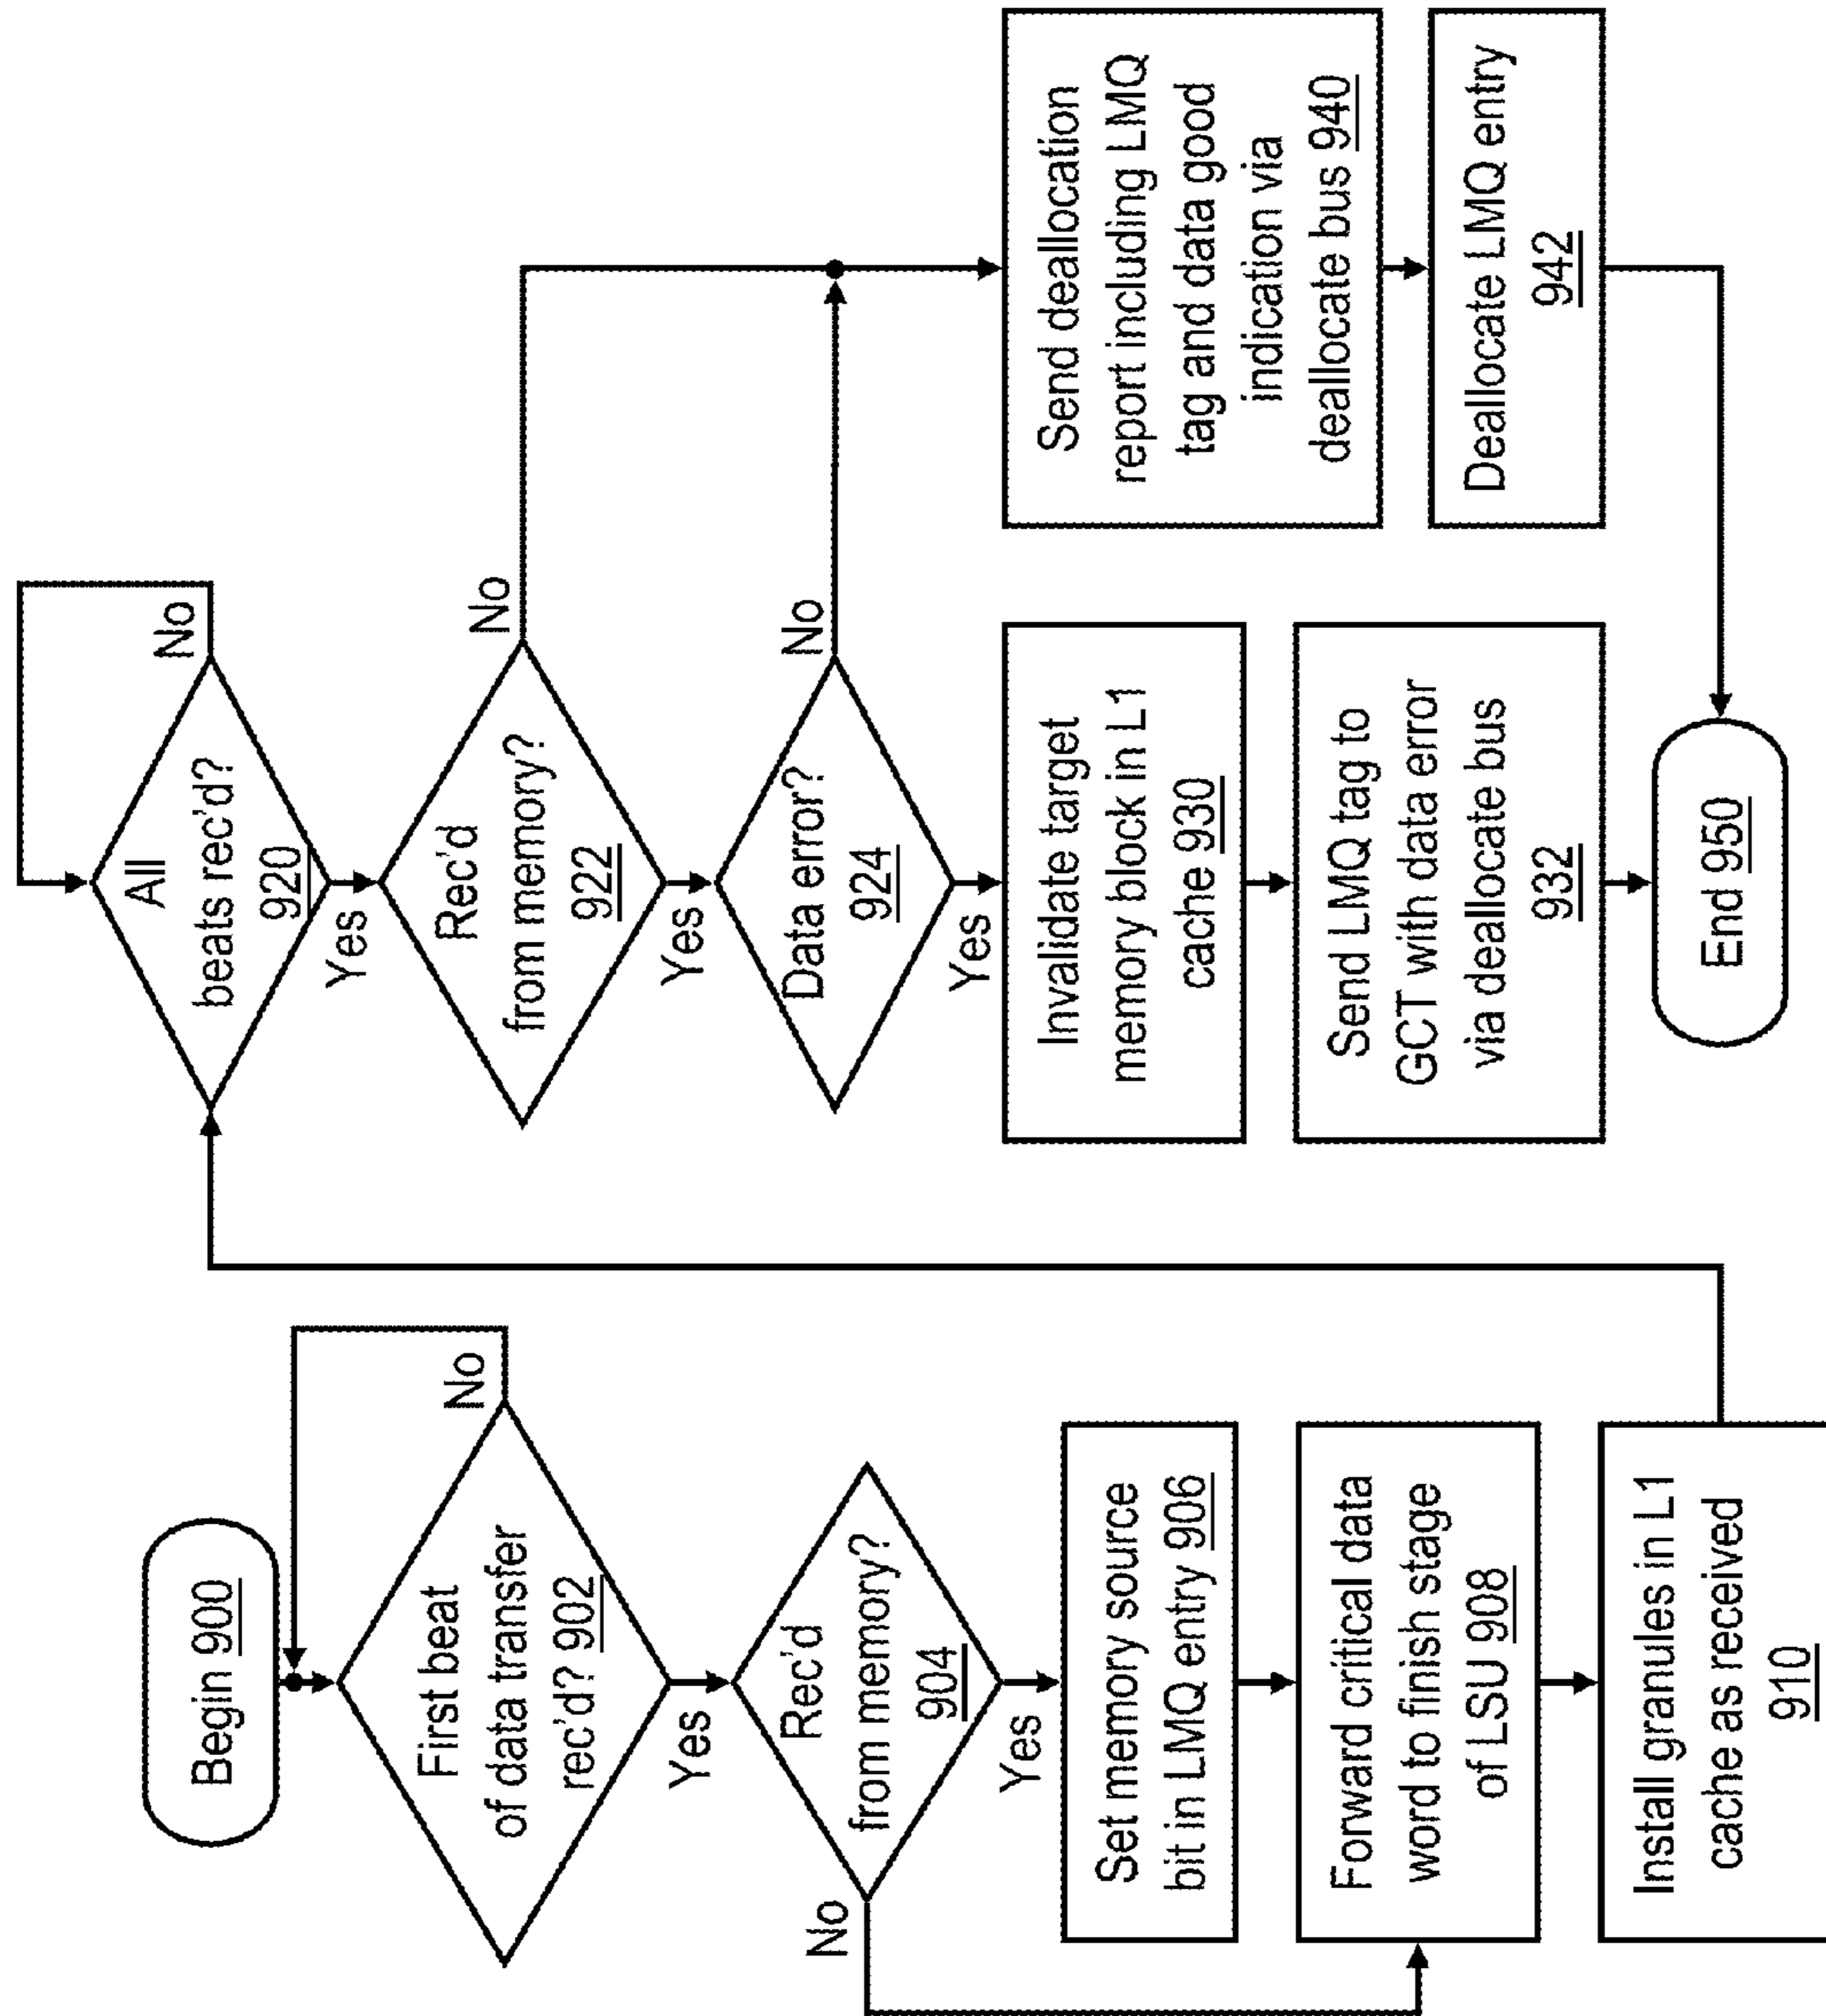 Begin 900
First beat
of data transfer
rec'd? 902
No
Yes
Rec'd
from memory?
904
No
Yes
Set memory source
bit in LMQ entry 906
Forward critical data
word to finish stage
of LSU 908
Install granules in L1
cache as received
910
All
beats rec'd?
920
No
Yes
Rec'd
from memory?
922
No
Yes
Data error?
924
No
Yes
Invalidate target
memory block in L1
cache 930
Send LMQ tag to
GCT with data error
via deallocate bus
932
Send deallocation
report including LMQ
tag and data good
indication via
deallocate bus 940
Deallocate LMQ entry
942
End 950